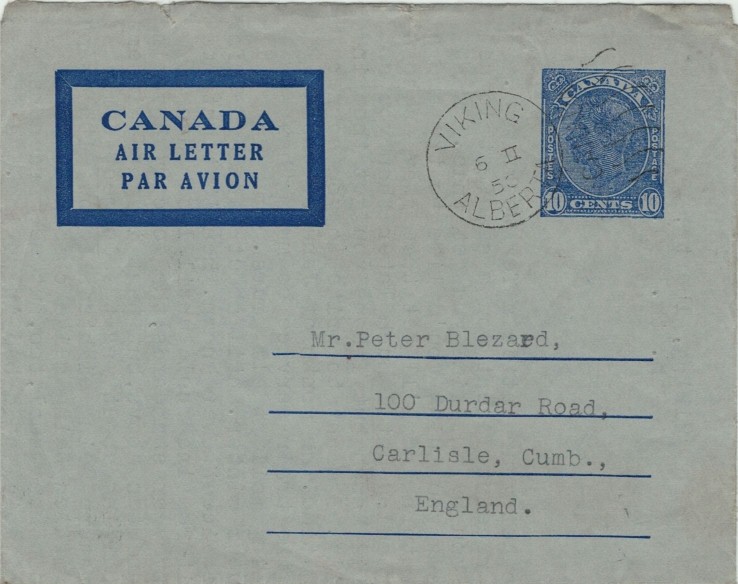 CANADA
AIR LETTER
PAR AVION
VIKING
6 II
ALBERTA
CANADA
POSTES
POSTAGE
10 CENTS 10
Mr.Peter Blezard,
100 Durdar Road,
Carlisle, Cumb.,
England.